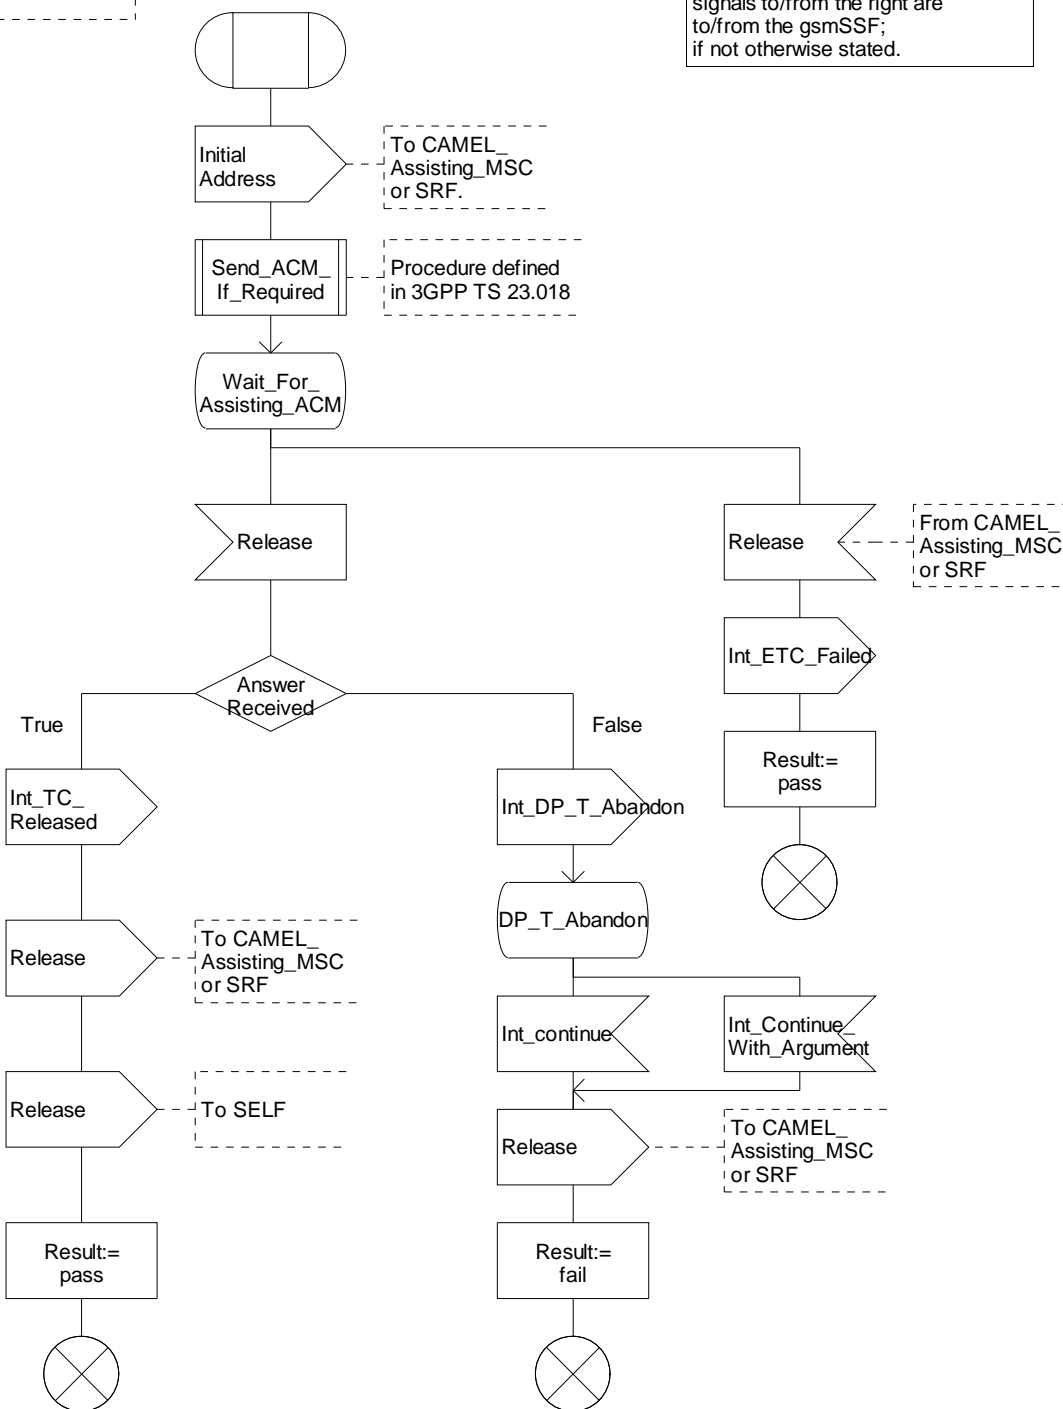 signals to/from the right are
to/from the gsmSSF;
if not otherwise stated.
Initial
Address
To CAMEL_
Assisting_MSC
or SRF.
Send_ACM_
If_Required
Procedure defined
in 3GPP TS 23.018
Wait_For_
Assisting_ACM
Release
Release
From CAMEL_
Assisting_MSC
or SRF
Int_ETC_Failed
Answer
Received
True
False
Result:=
pass
Int_TC_
Released
Int_DP_T_Abandon
DP_T_Abandon
Release
To CAMEL_
Assisting_MSC
or SRF
Int_continue
Int_Continue_
With_Argument
Release
To SELF
Release
To CAMEL_
Assisting_MSC
or SRF
Result:=
pass
Result:=
fail